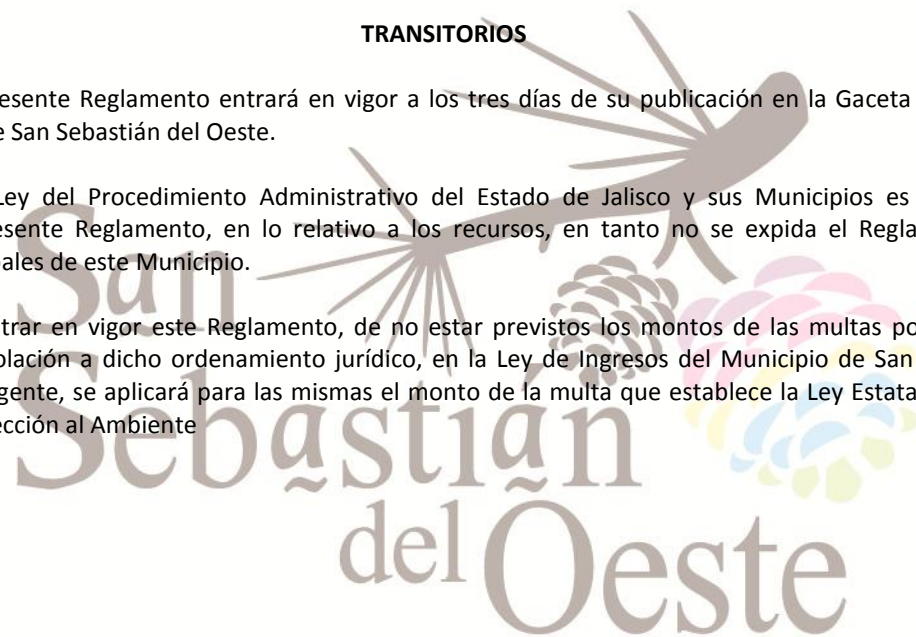 TRANSITORIOS
esente Reglamento entrará en vigor a los tres días de su publicación en la Gaceta
San Sebastián del Oeste.
Ley del Procedimiento Administrativo del Estado de Jalisco y sus Municipios es
esente Reglamento, en lo relativo a los recursos, en tanto no se expida el Regla
pales de este Municipio.
trar en vigor este Reglamento, de no estar previstos los montos de las multas po
olación a dicho ordenamiento jurídico, en la Ley de Ingresos del Municipio de San
gente, se aplicará para las mismas el monto de la multa que establece la Ley Estata
ección al Ambiente
San
Sebastián
del Oeste